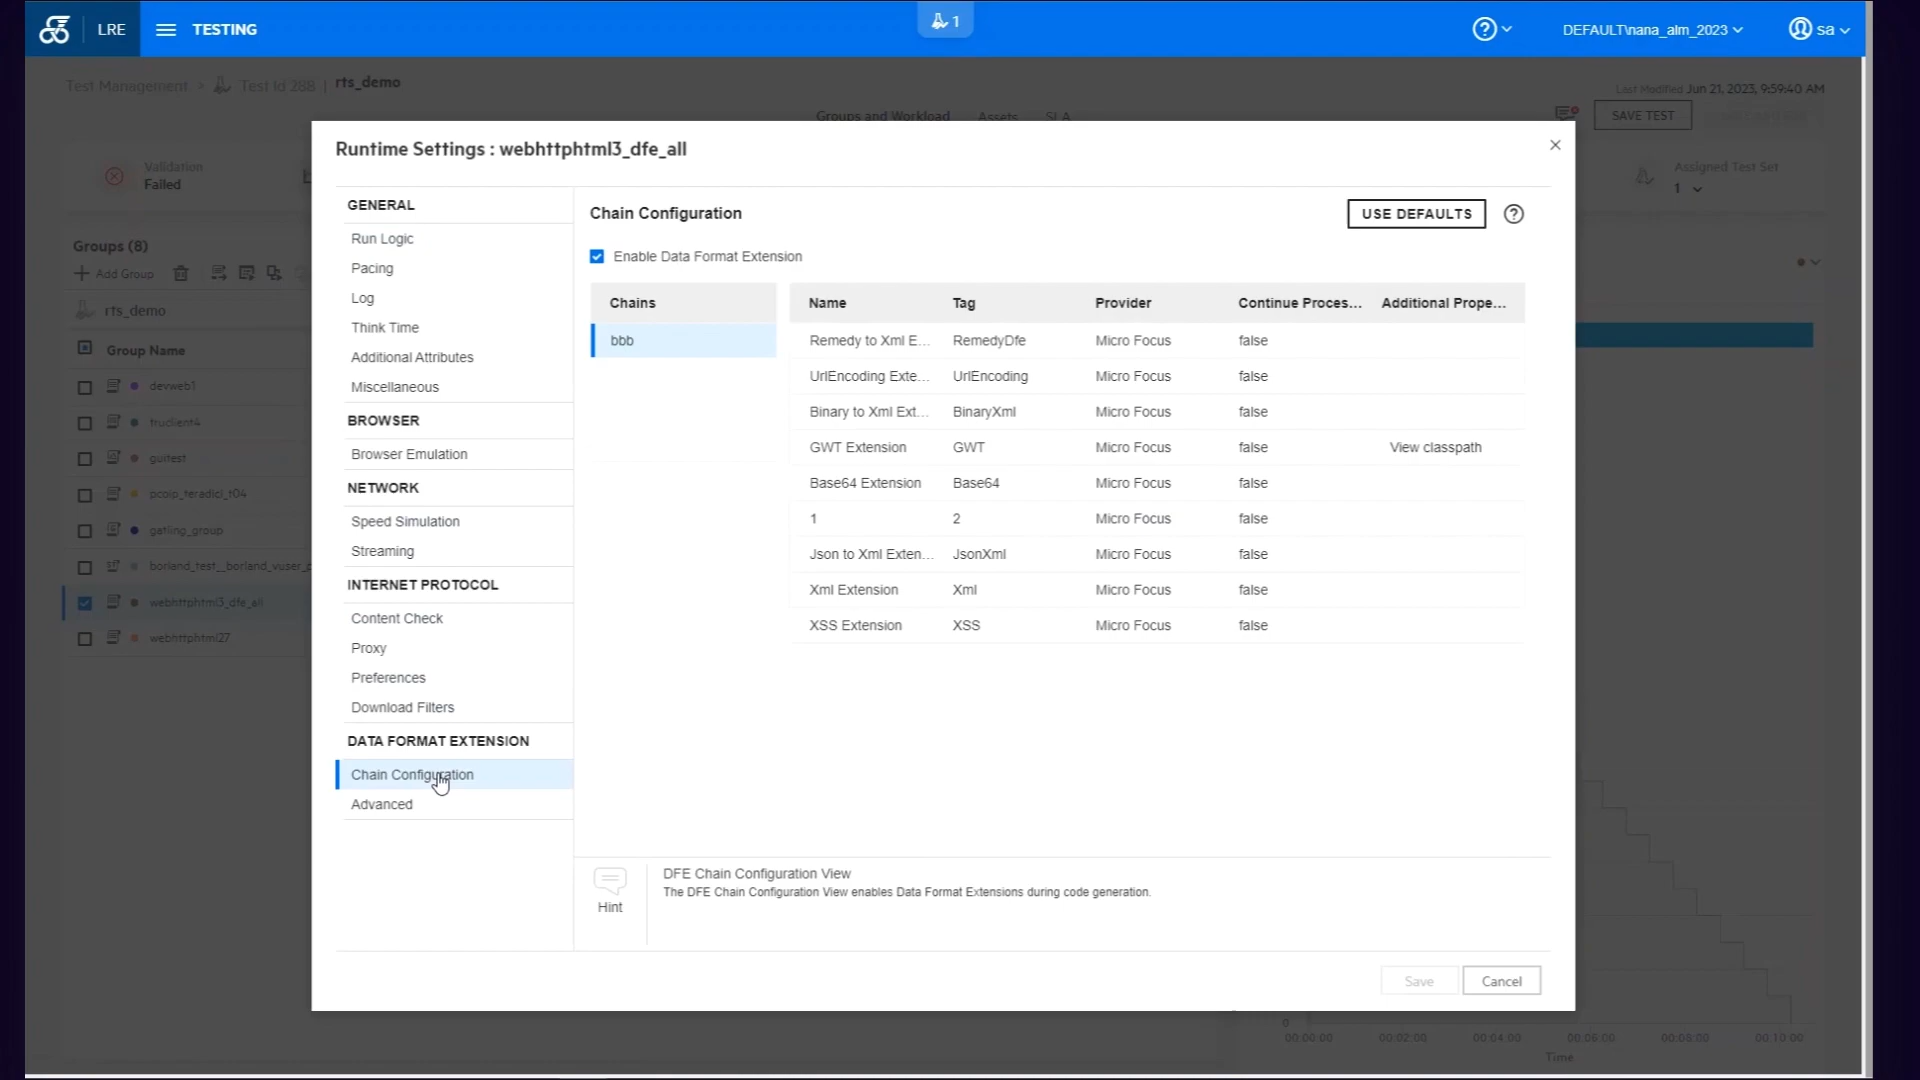 LRE TESTING 1 DEFAULT\nana_alm_2023 sa
Test Management > Test Id 288 | rts_demo
Last Modified Jun 21, 2023, 9:59:40 AM
Groups and Workload Assets SLA
SAVE TEST
Runtime Settings : webhttphtml3_dfe_all
Validation
Failed
Assigned Test Set
1
Groups (8)
Add Group
rts_demo
Group Name
devweb1
truclient4
guitest
pcoip_teradici_t04
gatling_group
borland_test__borland_vuser_p
webhttphtml3_dfe_all
webhttphtml27
GENERAL
Run Logic
Pacing
Log
Think Time
Additional Attributes
Miscellaneous
BROWSER
Browser Emulation
NETWORK
Speed Simulation
Streaming
INTERNET PROTOCOL
Content Check
Proxy
Preferences
Download Filters
DATA FORMAT EXTENSION
Chain Configuration
Advanced
Chain Configuration
USE DEFAULTS
Enable Data Format Extension
Chains
bbb
Name Tag Provider Continue Proces... Additional Prope...
Remedy to Xml E... RemedyDfe Micro Focus false
UrlEncoding Exte... UrlEncoding Micro Focus false
Binary to Xml Ext... BinaryXml Micro Focus false
GWT Extension GWT Micro Focus false View classpath
Base64 Extension Base64 Micro Focus false
1 2 Micro Focus false
Json to Xml Exten... JsonXml Micro Focus false
Xml Extension Xml Micro Focus false
XSS Extension XSS Micro Focus false
Hint
DFE Chain Configuration View
The DFE Chain Configuration View enables Data Format Extensions during code generation.
Save Cancel
0
00:00:00 00:02:00 00:04:00 00:06:00 00:08:00 00:10:00
Time